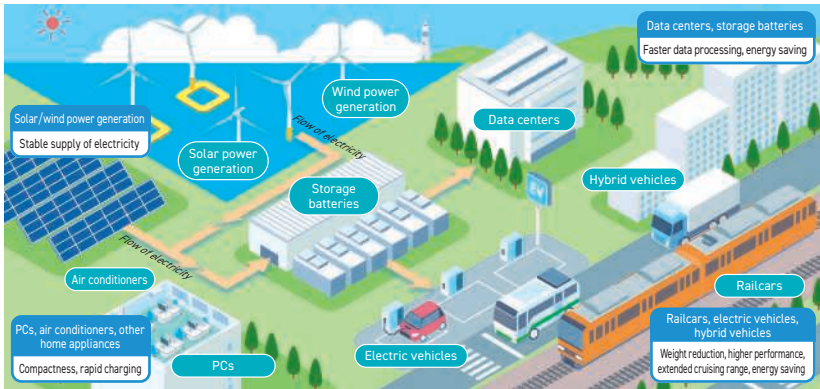 Data centers, storage batteries
Faster data processing, energy saving
Wind power
generation
Solar/wind power generation
Stable supply of electricity
Data centers
Flow of electricity
Solar power
generation
Storage
batteries
EV
Hybrid vehicles
Flow of electricity
Air conditioners
Railcars
PCs, air conditioners, other
home appliances
Compactness, rapid charging
PCs
Electric vehicles
Railcars, electric vehicles,
hybrid vehicles
Weight reduction, higher performance,
extended cruising range, energy saving